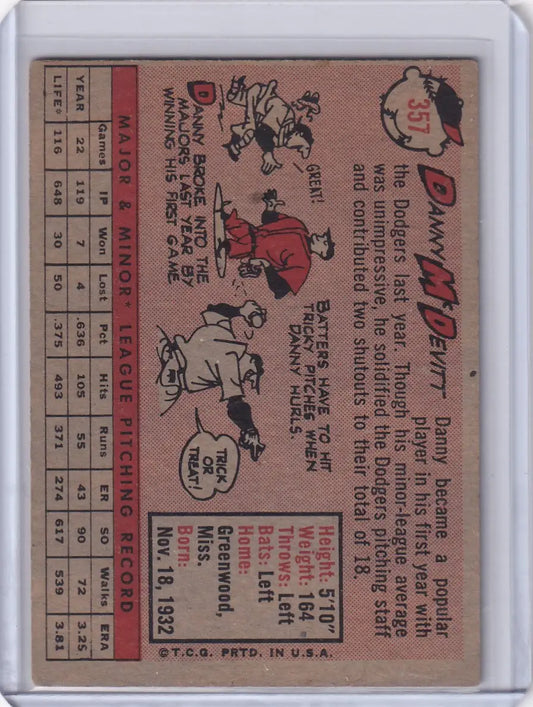 357
DANNY McDEVITT
Danny became a popular
player in his first year with
the Dodgers last year. Though his minor-league average
was unimpressive, he solidified the Dodgers pitching staff
and contributed two shutouts to their total of 18.
GREAT!
DANNY BROKE INTO THE
MAJORS LAST YEAR BY
WINNING HIS FIRST GAME
BATTERS HAVE TO HIT
TRICKY PITCHES WHEN
DANNY HURLS.
TRICK
OR
TREAT!
Height: 5'10"
Weight: 164
Throws: Left
Bats: Left
Home:
Greenwood,
Miss.
Born:
Nov. 18, 1932
MAJOR & MINOR* LEAGUE PITCHING RECORD
Games IP Won Lost Pct Hits Runs ER SO Walks ERA
YEAR 22 119 7 4 .636 105 55 43 90 72 3.25
LIFE* 116 648 30 50 .375 493 371 274 617 539 3.81
©T.C.G. PRTD. IN U.S.A.